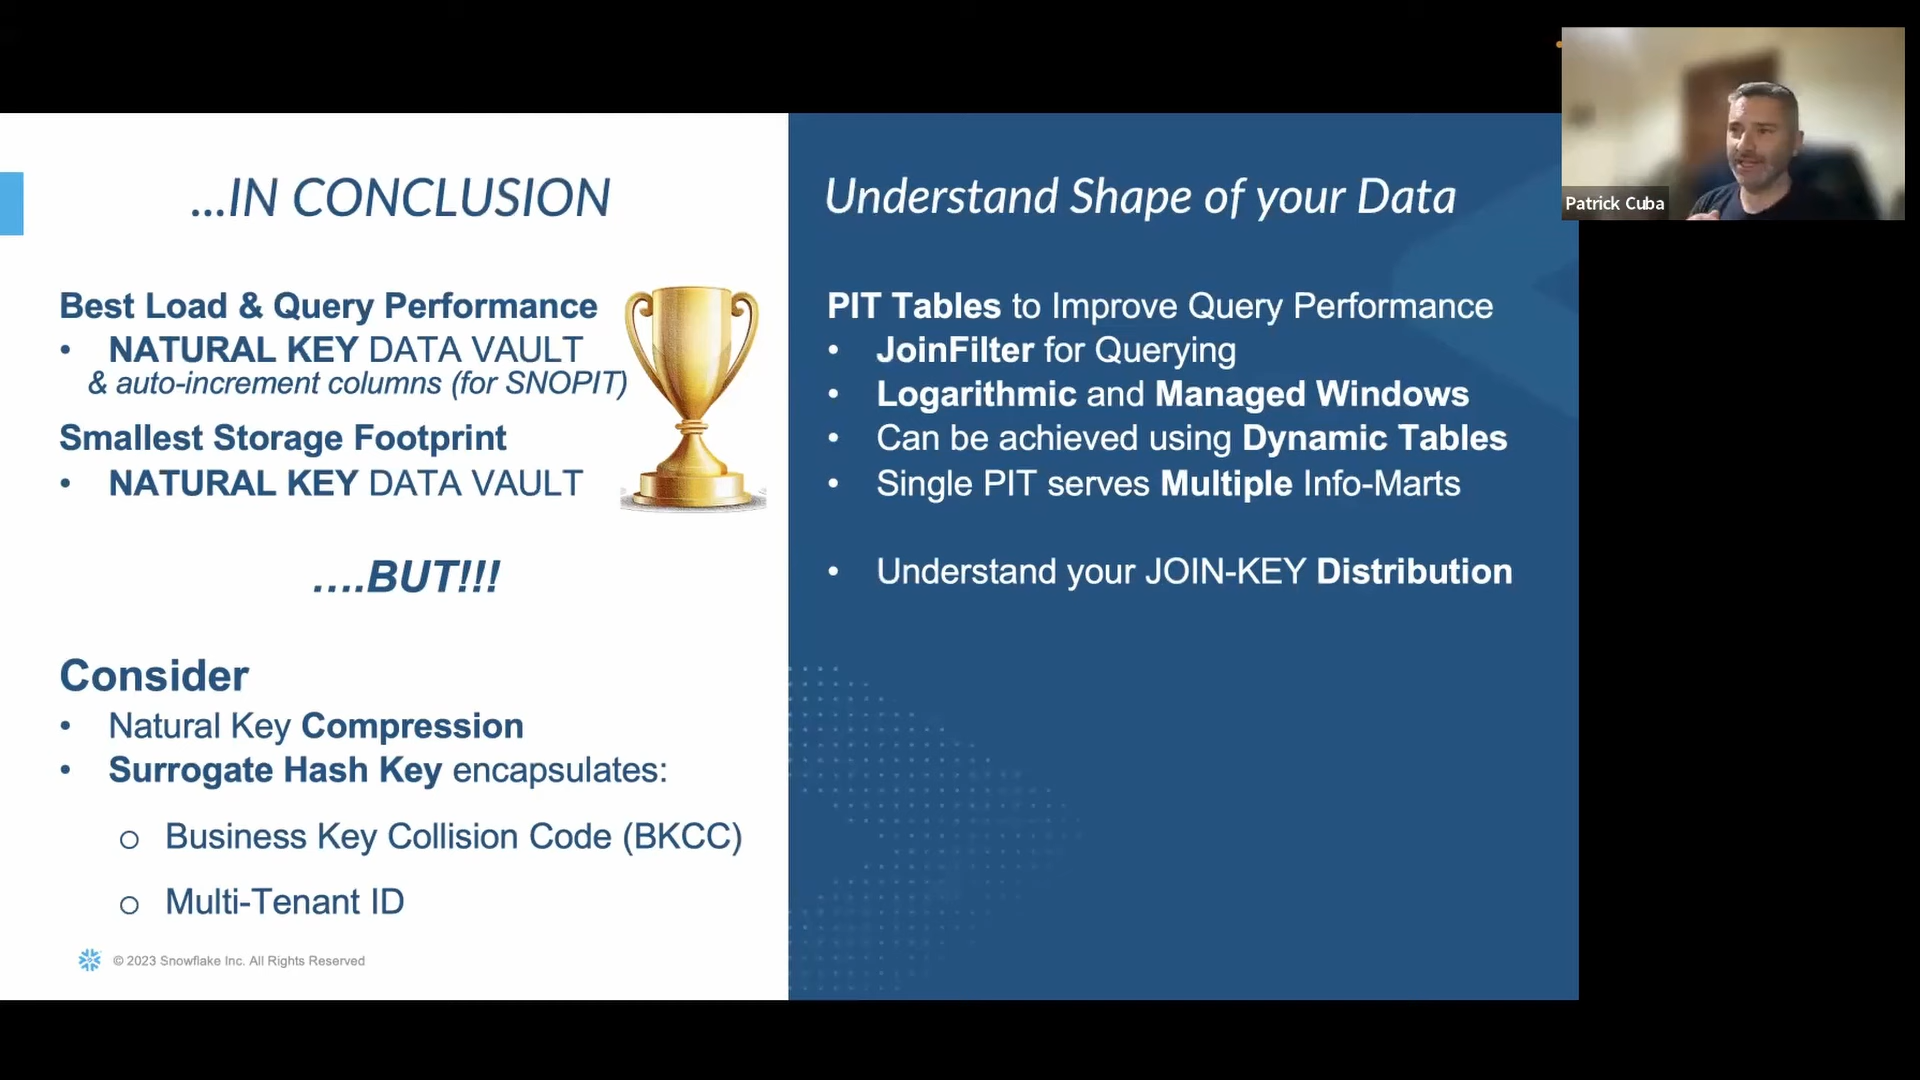 ...IN CONCLUSION
Best Load & Query Performance
• NATURAL KEY DATA VAULT
& auto-increment columns (for SNOPIT)
Smallest Storage Footprint
• NATURAL KEY DATA VAULT
....BUT!!!
Consider
• Natural Key Compression
• Surrogate Hash Key encapsulates:
o Business Key Collision Code (BKCC)
o Multi-Tenant ID
© 2023 Snowflake Inc. All Rights Reserved
Understand Shape of your Data
PIT Tables to Improve Query Performance
• JoinFilter for Querying
• Logarithmic and Managed Windows
• Can be achieved using Dynamic Tables
• Single PIT serves Multiple Info-Marts
• Understand your JOIN-KEY Distribution
Patrick Cuba